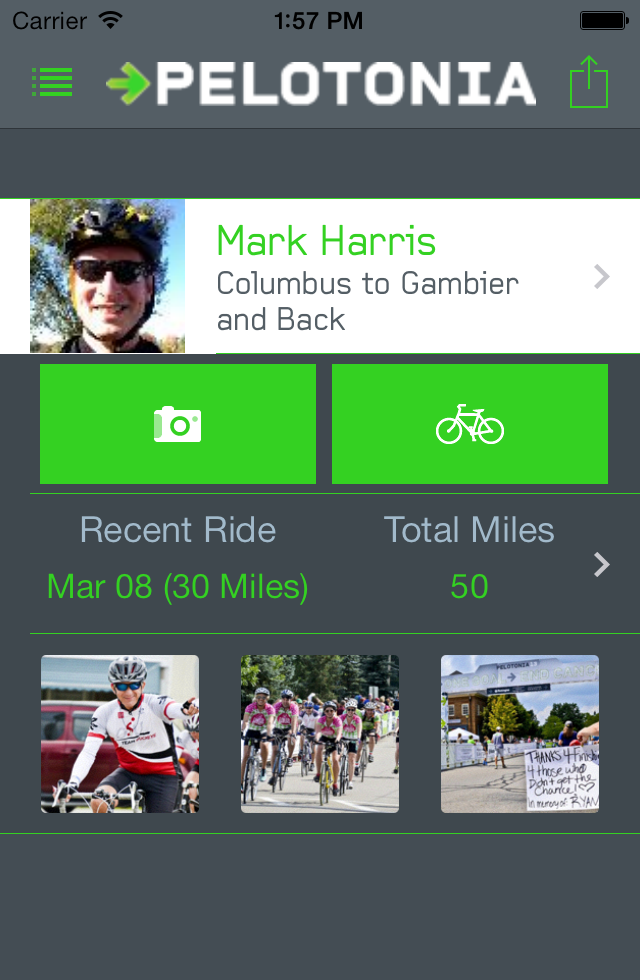 Carrier
1:57 PM
PELOTONIA
Mark Harris
Columbus to Gambier
and Back
Recent Ride
Total Miles
Mar 08 (30 Miles)
50
PELOTONIA
THANKS 4
4 those who
Didn't get the
Chance!
In memory of RYAN